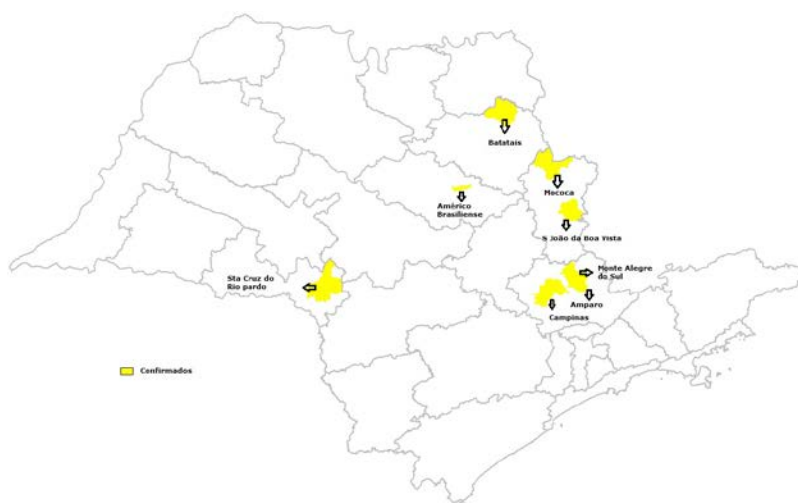 Batatais
Mococa
Américo
Brasiliense
S João da Boa Vista
Sta Cruz do
Rio pardo
Monte Alegre
do Sul
Amparo
Campinas
Confirmados